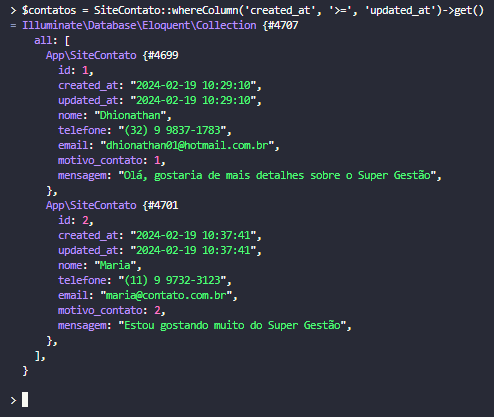 > $contatos = SiteContato::whereColumn('created_at', '>=', 'updated_at')->get()
= Illuminate\Database\Eloquent\Collection {#4707
    all: [
      App\SiteContato {#4699
        id: 1,
        created_at: "2024-02-19 10:29:10",
        updated_at: "2024-02-19 10:29:10",
        nome: "Dhionathan",
        telefone: "(32) 9 9837-1783",
        email: "dhionathan01@hotmail.com.br",
        motivo_contato: 1,
        mensagem: "Olá, gostaria de mais detalhes sobre o Super Gestão",
      },
      App\SiteContato {#4701
        id: 2,
        created_at: "2024-02-19 10:37:41",
        updated_at: "2024-02-19 10:37:41",
        nome: "Maria",
        telefone: "(11) 9 9732-3123",
        email: "maria@contato.com.br",
        motivo_contato: 2,
        mensagem: "Estou gostando muito do Super Gestão",
      },
    ],
  }
>